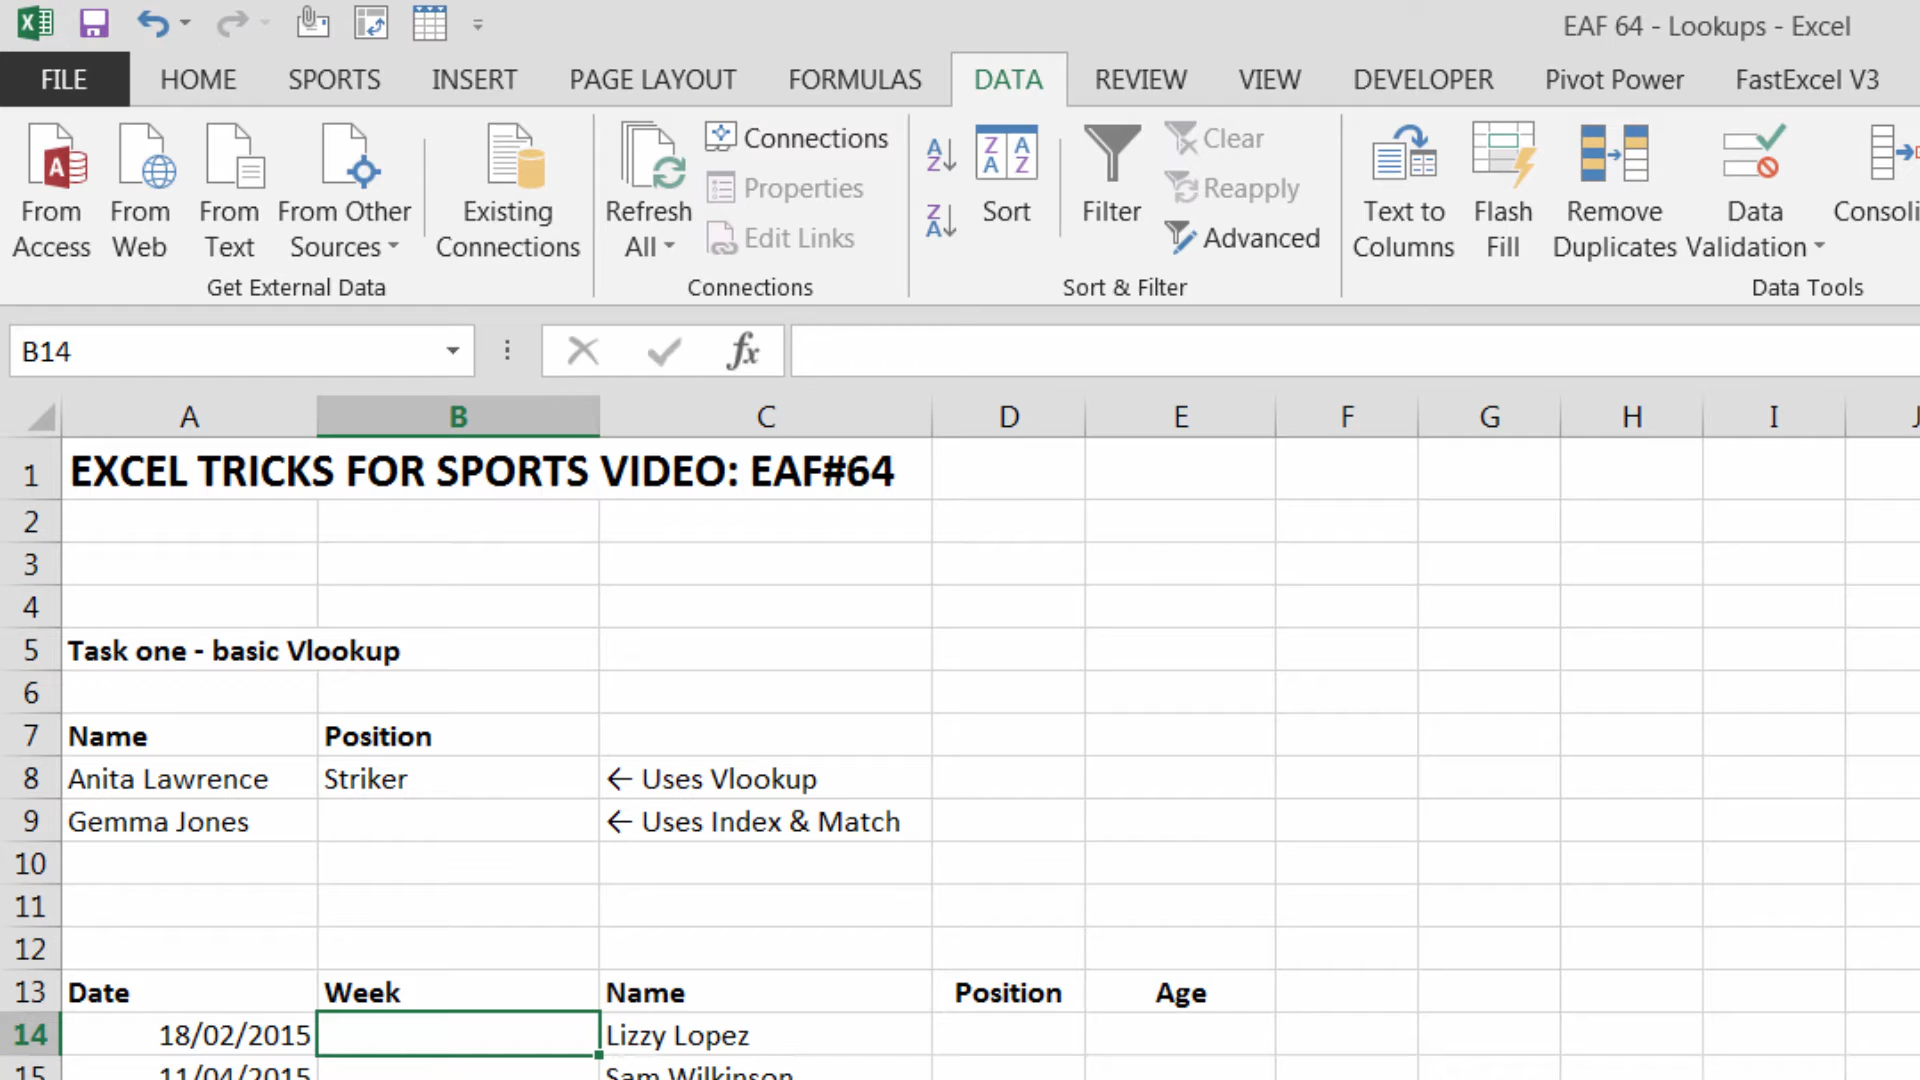 EAF 64 - Lookups - Excel
FILE HOME SPORTS INSERT PAGE LAYOUT FORMULAS DATA REVIEW VIEW DEVELOPER Pivot Power FastExcel V3
From Access
From Web
From Text
From Other Sources
Existing Connections
Get External Data
Refresh All
Connections
Properties
Edit Links
Connections
Sort
Filter
Clear
Reapply
Advanced
Sort & Filter
Text to Columns
Flash Fill
Remove Duplicates
Data Validation
Consoli
Data Tools
B14
fx
A B C D E F G H I J
1 EXCEL TRICKS FOR SPORTS VIDEO: EAF#64
2
3
4
5 Task one - basic Vlookup
6
7 Name Position
8 Anita Lawrence Striker ← Uses Vlookup
9 Gemma Jones ← Uses Index & Match
10
11
12
13 Date Week Name Position Age
14 18/02/2015 Lizzy Lopez
15 11/04/2015 Sam Wilkinson